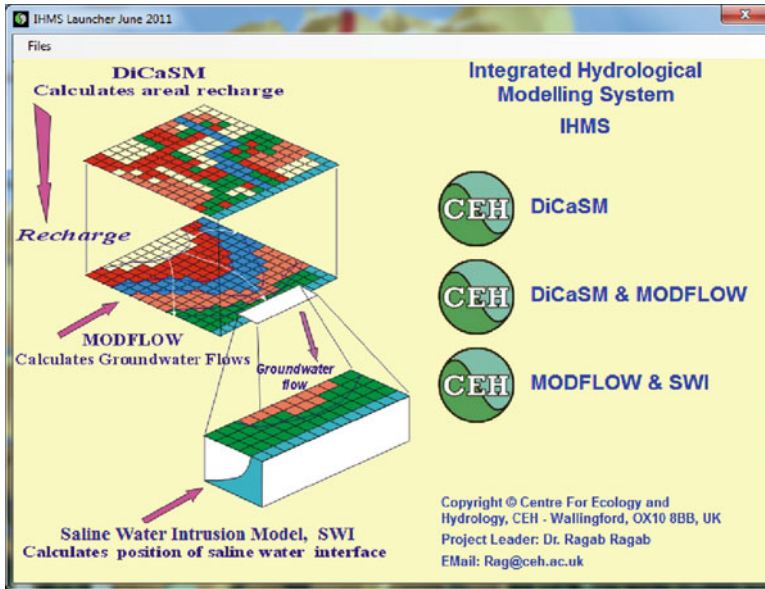 IHMS Launcher June 2011
Files
DiCaSM
Calculates areal recharge
Recharge
MODFLOW
Calculates Groundwater Flows
Groundwater
flow
Saline Water Intrusion Model, SWI
Calculates position of saline water interface
Integrated Hydrological
Modelling System
IHMS
CEH
DiCaSM
CEH
DiCaSM & MODFLOW
CEH
MODFLOW & SWI
Copyright © Centre For Ecology and
Hydrology, CEH - Wallingford, OX10 8BB, UK
Project Leader: Dr. Ragab Ragab
EMail: Rag@ceh.ac.uk